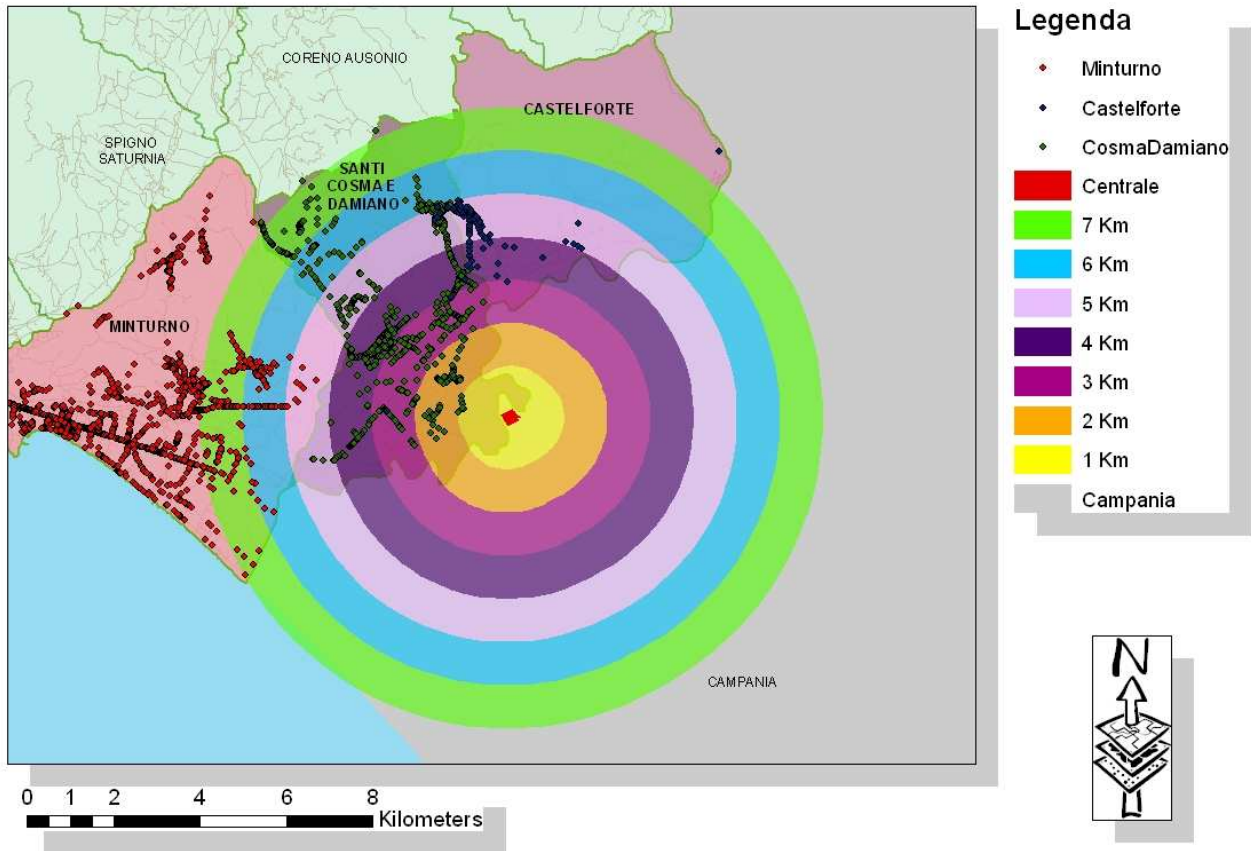 CORENO AUSONIO
CASTELFORTE
SPIGNO
SATURNIA
SANTI
COSMA E
DAMIANO
MINTURNO
CAMPANIA
Legenda
Minturno
Castelforte
CosmaDamiano
Centrale
7 Km
6 Km
5 Km
4 Km
3 Km
2 Km
1 Km
Campania
N
0 1 2 4 6 8
Kilometers